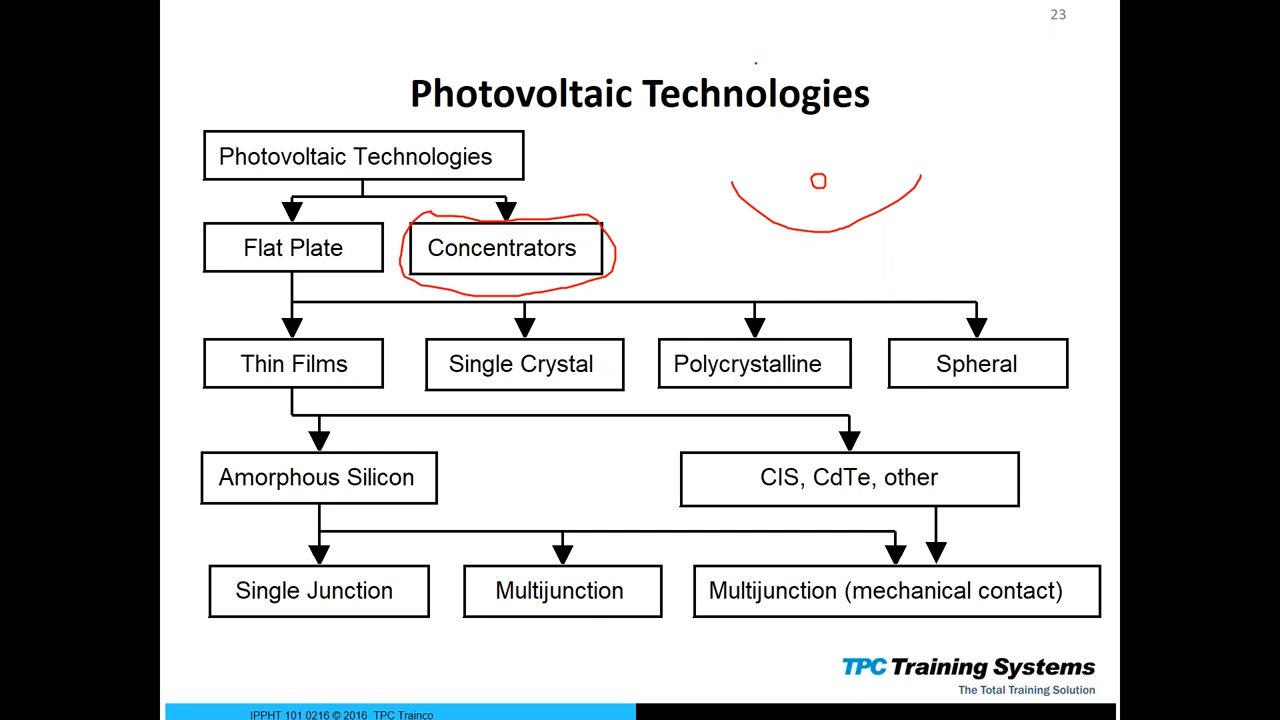 23
Photovoltaic Technologies
Photovoltaic Technologies
Flat Plate
Concentrators
Thin Films
Single Crystal
Polycrystalline
Spheral
Amorphous Silicon
CIS, CdTe, other
Single Junction
Multijunction
Multijunction (mechanical contact)
TPC Training Systems
The Total Training Solution
IPPHT 101 0216 © 2016 TPC Trainco